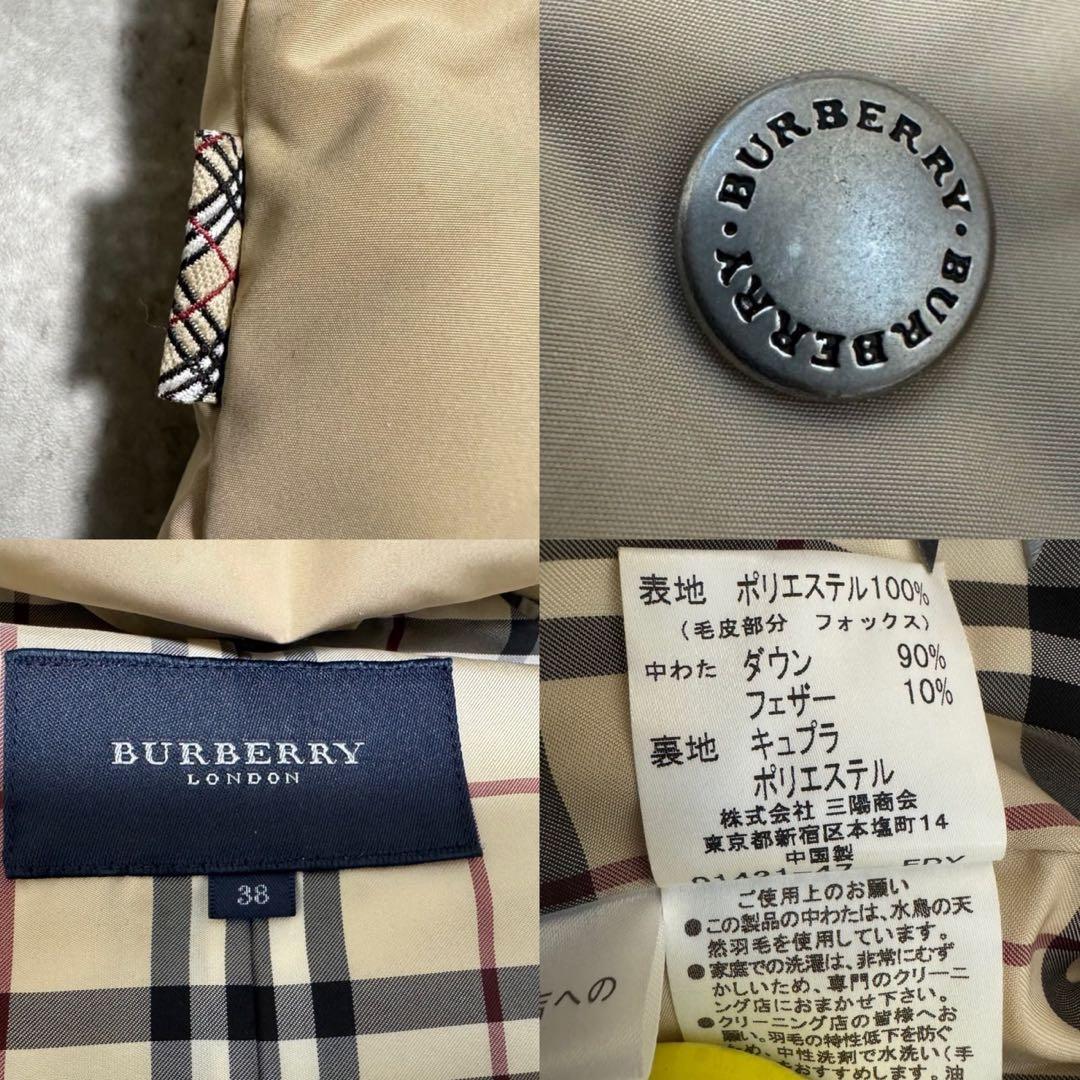 BURBERRY · BURBERRY · BURBERRY ·
BURBERRY
LONDON
38
表地 ポリエステル100%
（毛皮部分 フォックス）
中わた ダウン 90%
フェザー 10%
裏地 キュプラ
ポリエステル
株式会社 三陽商会
東京都新宿区本塩町14
中国製
ご使用上のお願い
●この製品の中わたは、水鳥の天
然羽毛を使用しています。
●家庭での洗濯は、非常にむず
かしいため、専門のクリーニ
ング店におまかせ下さい。
●クリーニング店の皆様へお
願い。羽毛の特性低下を防ぐ
ため、中性洗剤で水洗い（手
をおすすめします。油
への